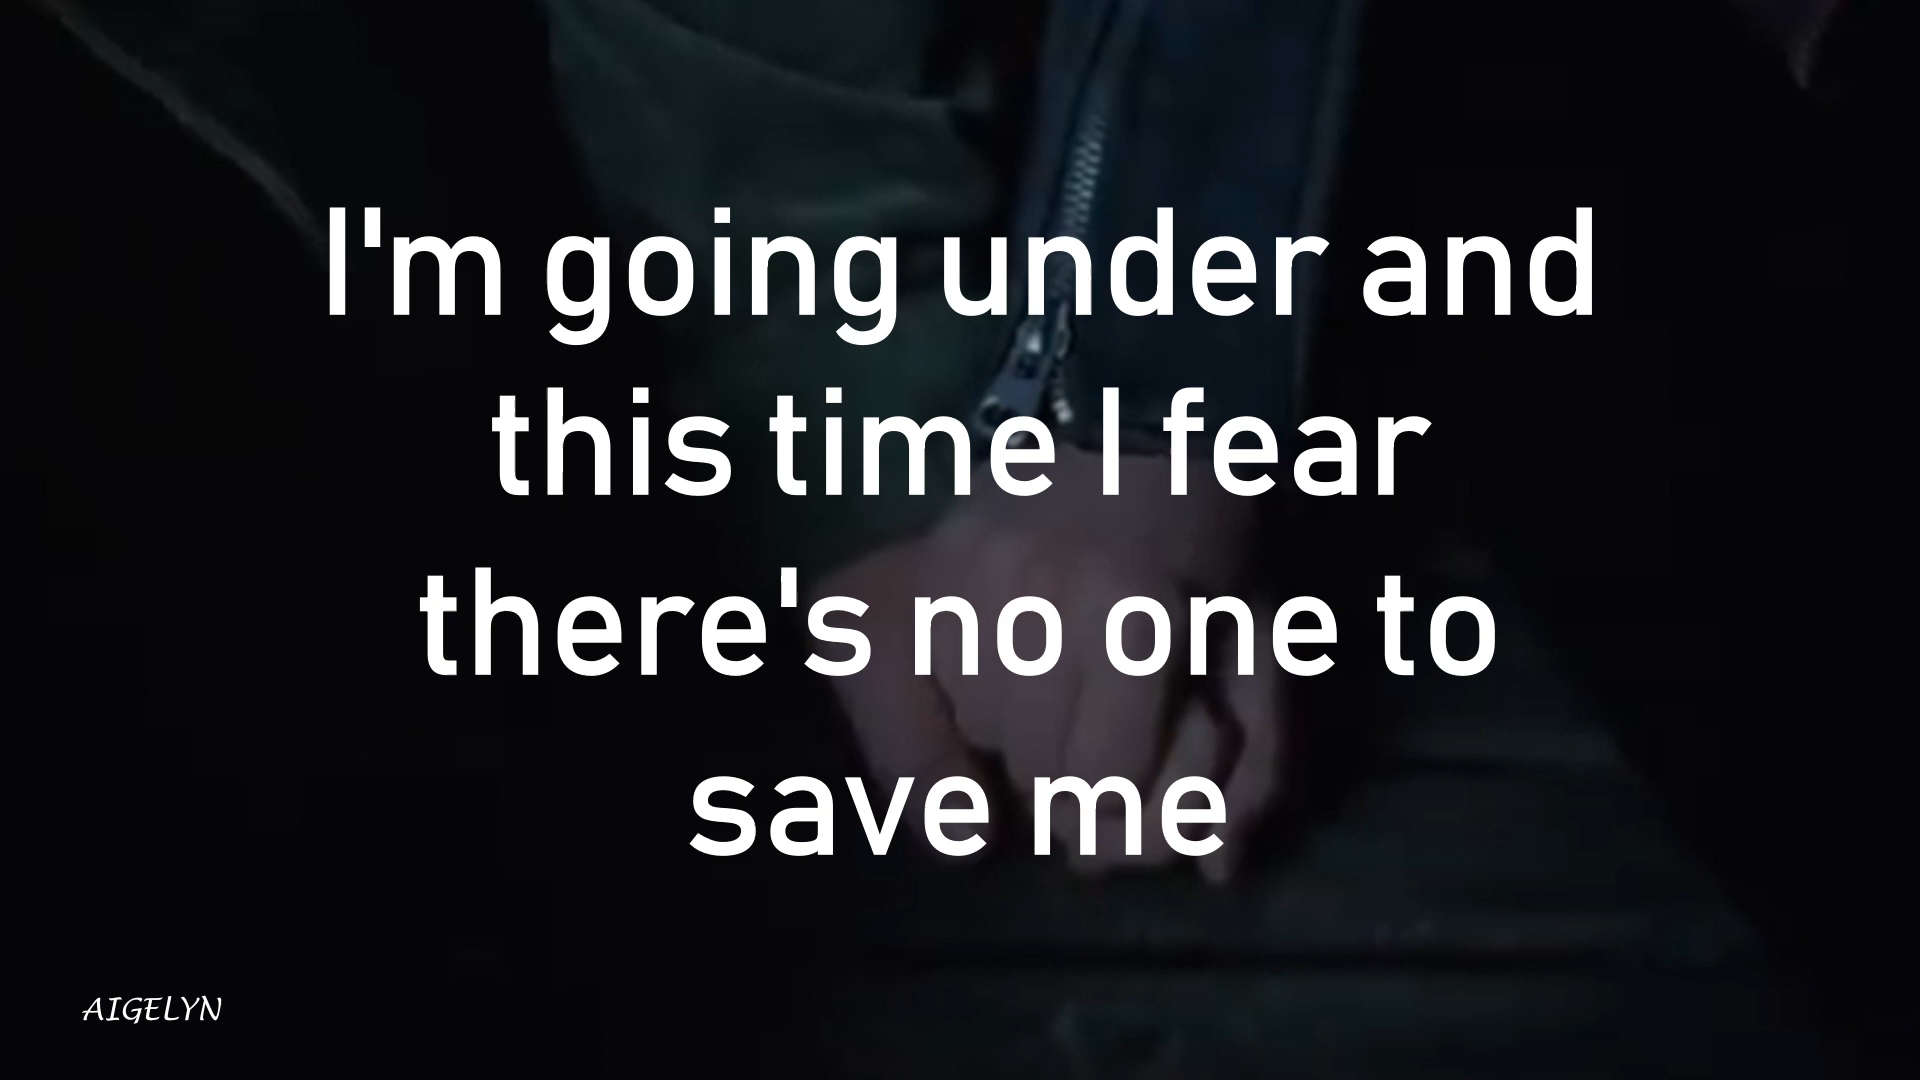 I'm going under and
this time I fear
there's no one to
save me
AIGELYN